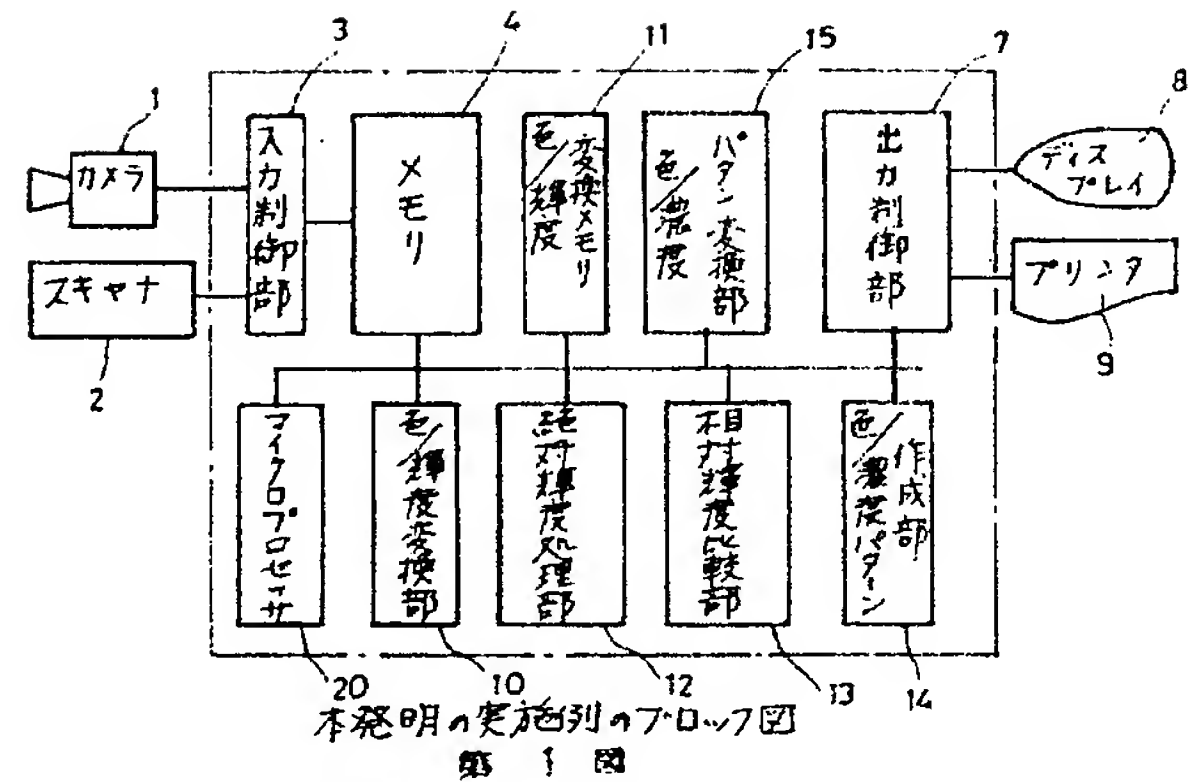 3
4
11
15
7
8
1
カメラ
入力制御部
メモリ
色/輝度
変換メモリ
色/濃度
パタン変換部
出力制御部
ディス
プレイ
スキャナ
2
プリンタ
9
マイクロプロセッサ
色/輝度変換部
絶対輝度処理部
相対輝度比較部
色/濃度パターン
作成部
20
10
12
13
14
本発明の実施例のブロック図
第1図